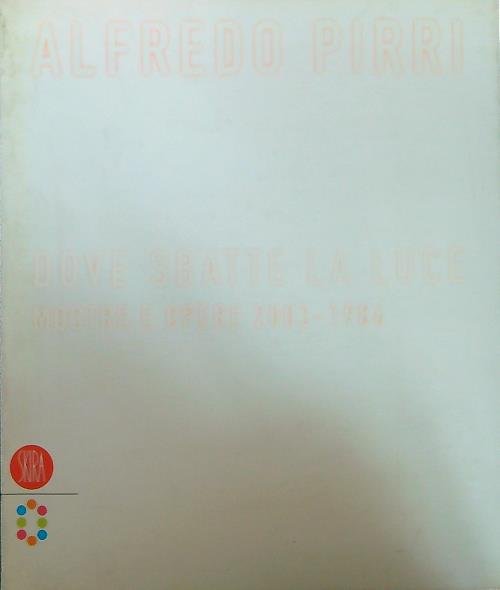 ALFREDO PIRRI
DOVE SBATTE LA LUCE
MOSTRE E OPERE 2003-1984
SKIRA